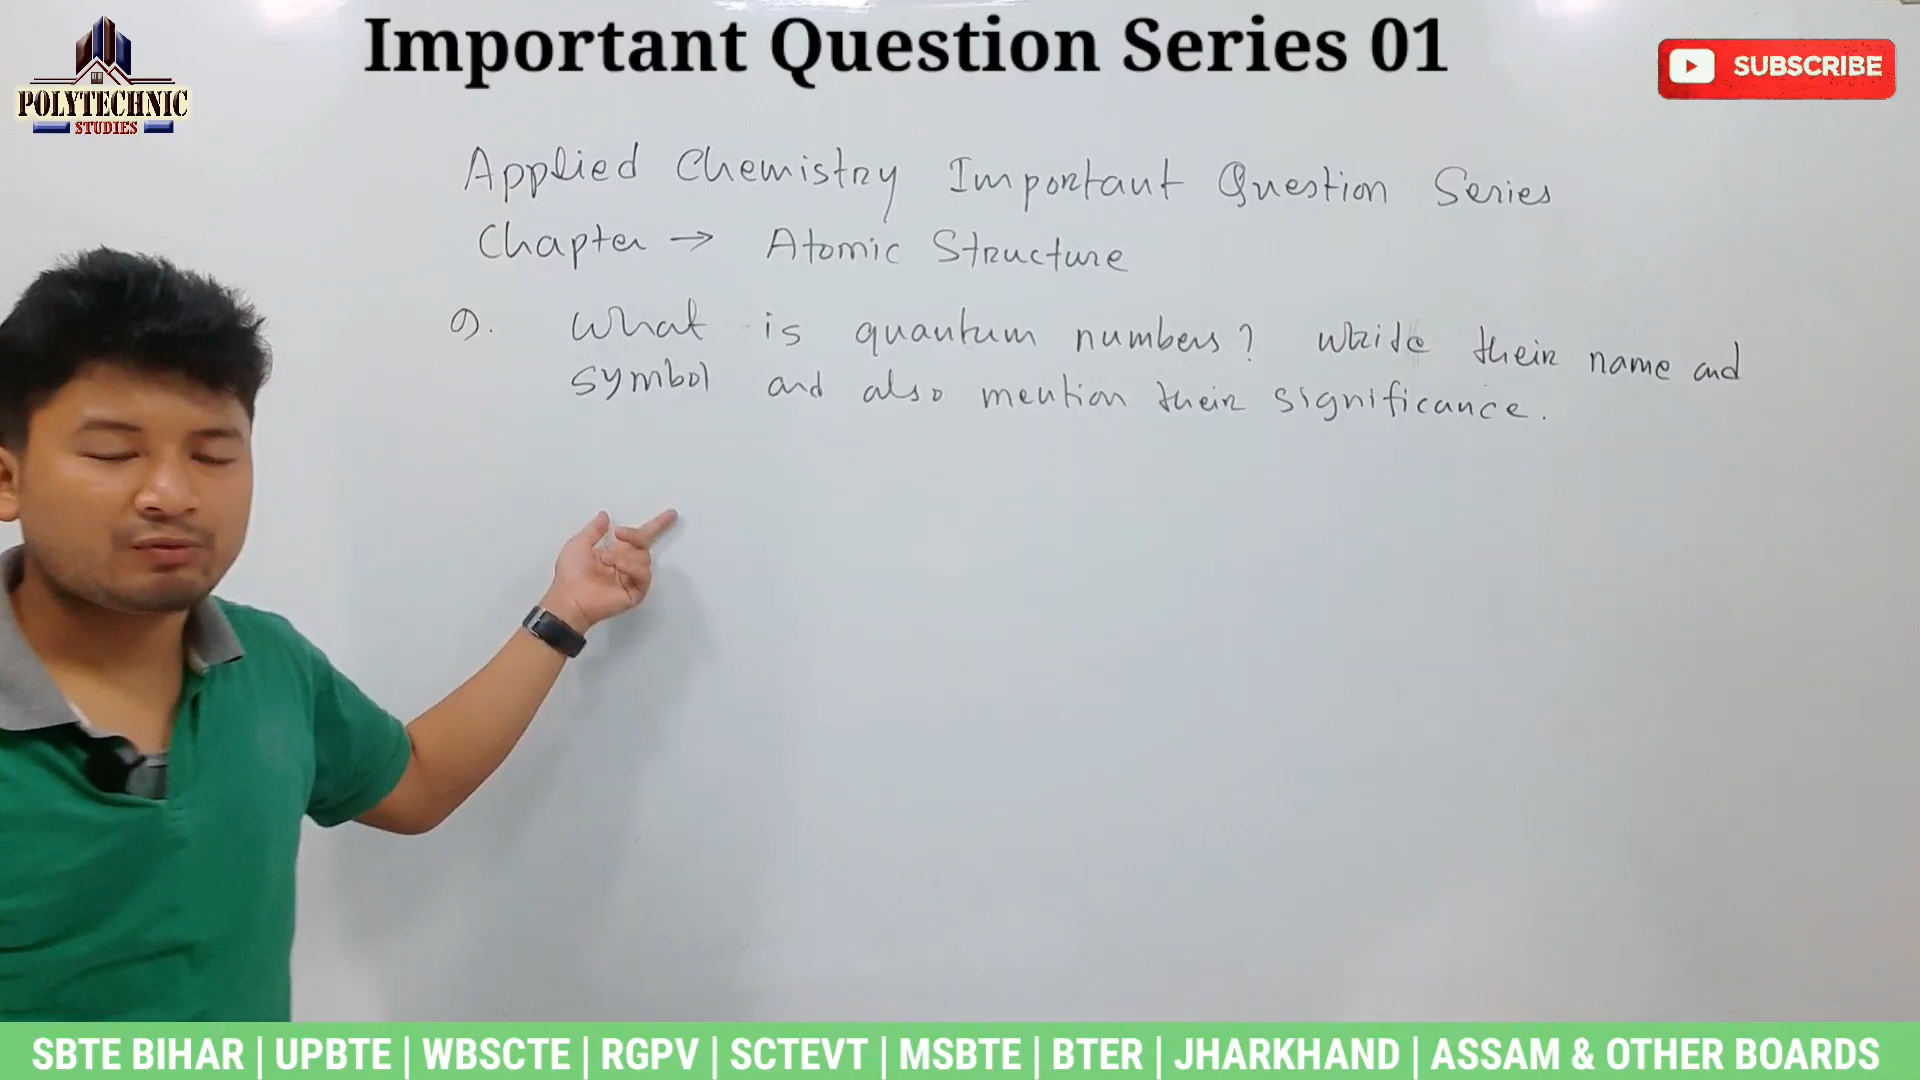 Important Question Series 01
POLYTECHNIC
STUDIES
SUBSCRIBE
Applied Chemistry Important Question Series
Chapter → Atomic Structure
Q. What is quantum numbers? Write their name and
symbol and also mention their significance.
SBTE BIHAR | UPBTE | WBSCTE | RGPV | SCTEVT | MSBTE | BTER | JHARKHAND | ASSAM & OTHER BOARDS